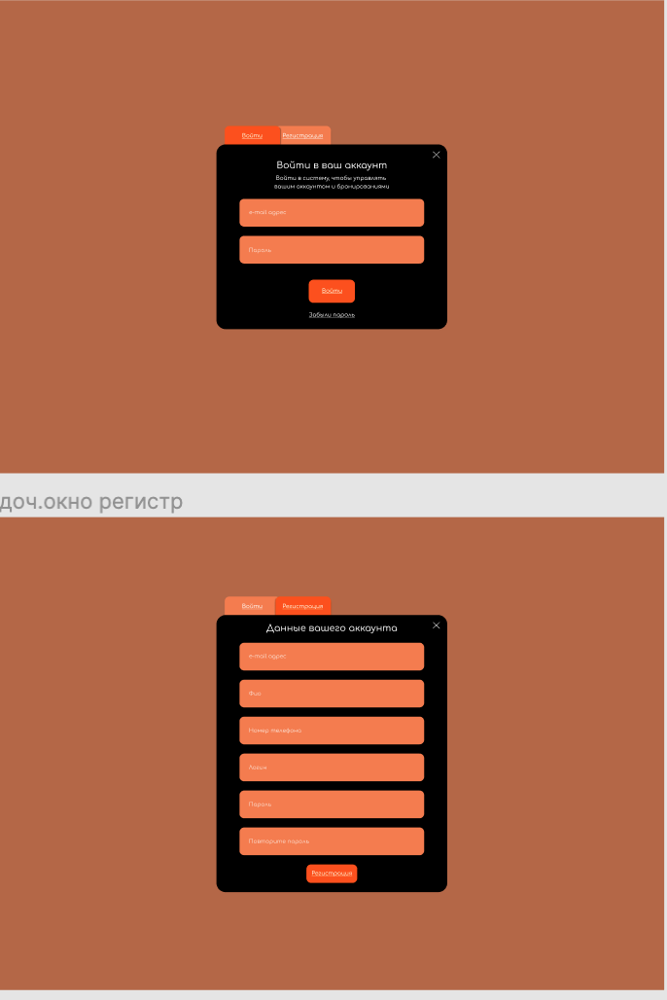 Войти Регистрация
Войти в ваш аккаунт
Войти в систему, чтобы управлять
вашим аккаунтом и бронированиями
e-mail адрес
Пароль
Войти
Забыли пароль
доч.окно регистр
Войти Регистрация
Данные вашего аккаунта
e-mail адрес
Фио
Номер телефона
Логин
Пароль
Повторить пароль
Регистрация